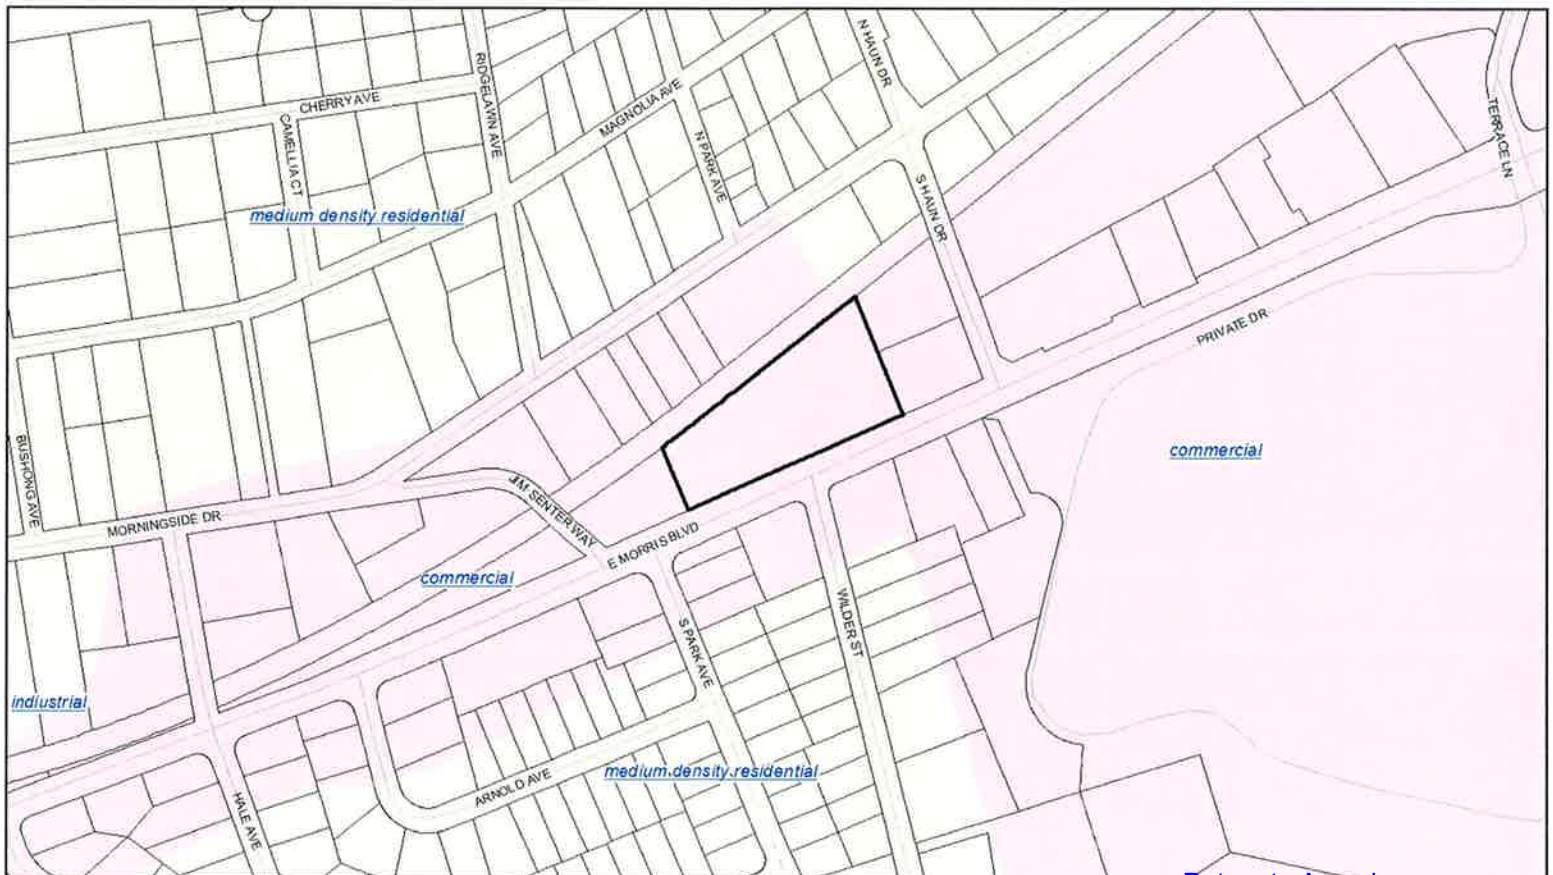 N HAUN DR
RIDGELAWN AVE
CHERRY AVE
MAGNOLIA AVE
TERRACE LN
CAMELLIA CT
N PARK AVE
S HAUN DR
medium density residential
PRIVATE DR
BUSHONG AVE
commercial
JIM SENTER WAY
MORNINGSIDE DR
E MORRIS BLVD
commercial
WILDER ST
S PARK AVE
indiustrial
medium density residential
ARNOLD AVE
HALE AVE